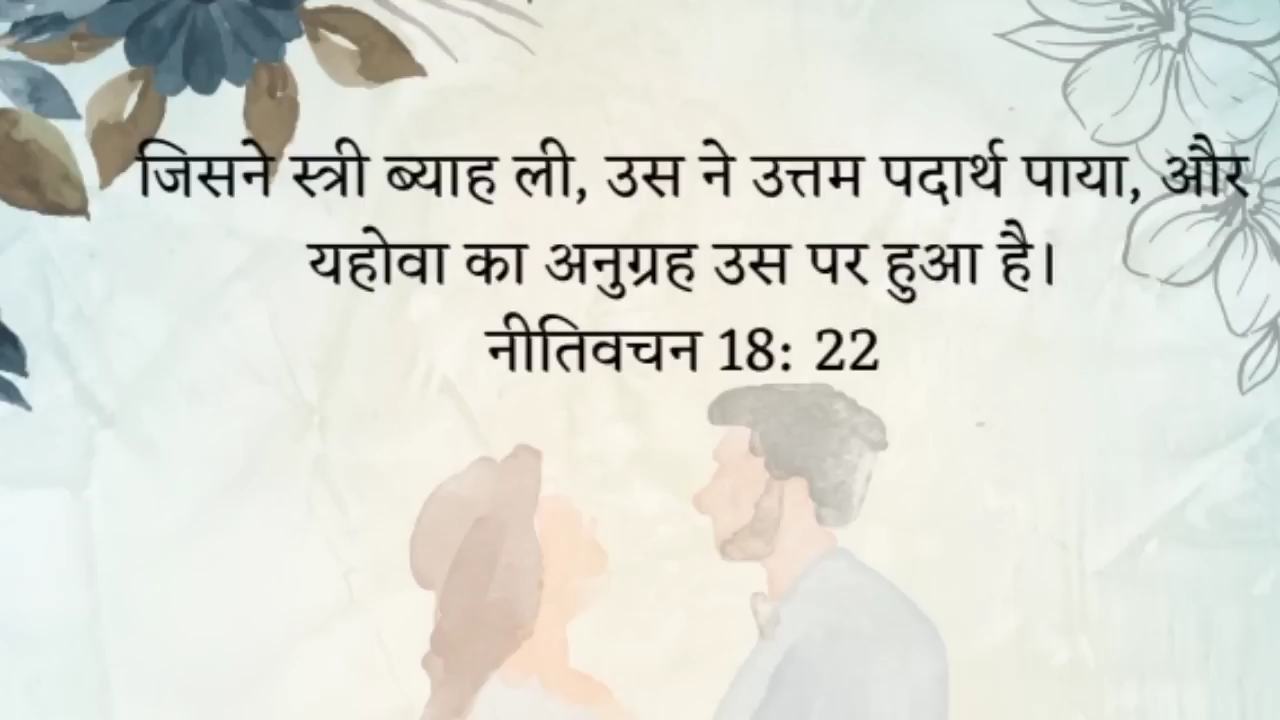 जिसने स्त्री ब्याह ली, उस ने उत्तम पदार्थ पाया, और
यहोवा का अनुग्रह उस पर हुआ है।
नीतिवचन 18: 22